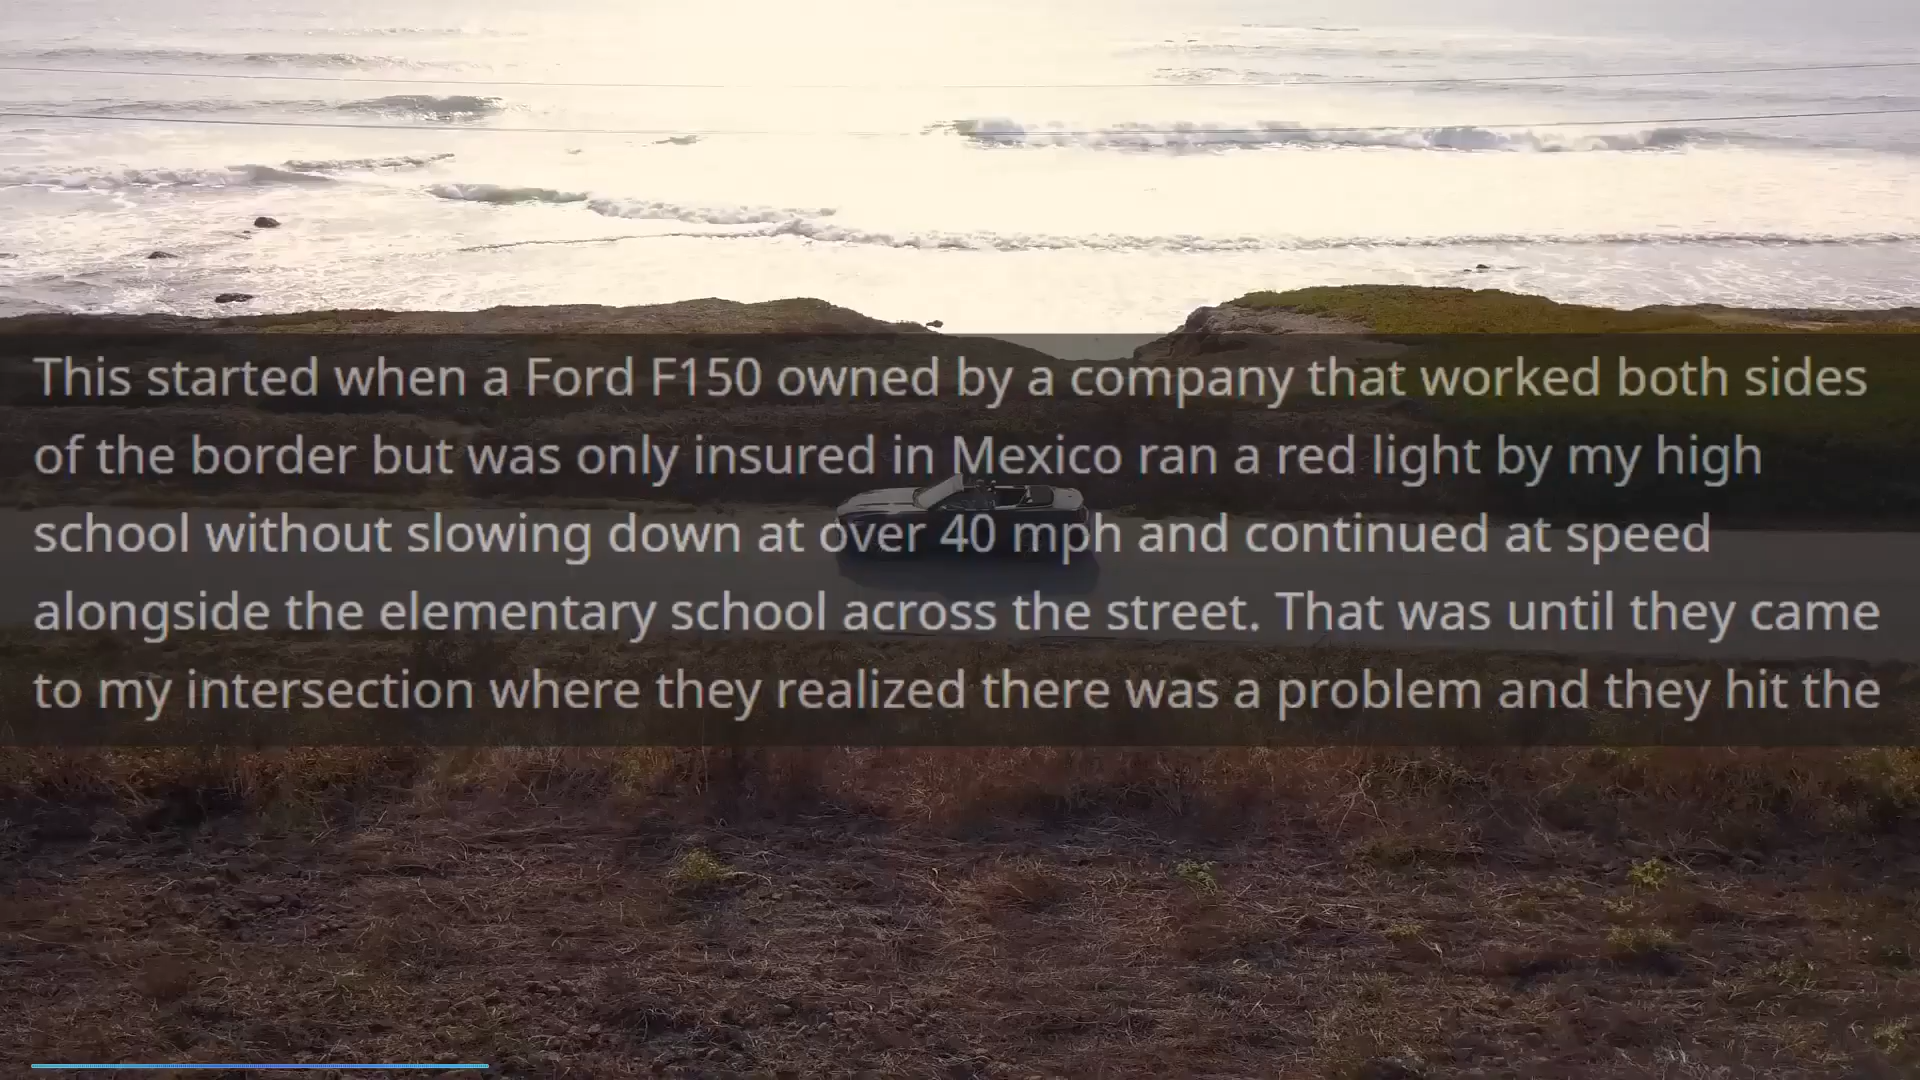 This started when a Ford F150 owned by a company that worked both sides
of the border but was only insured in Mexico ran a red light by my high
school without slowing down at over 40 mph and continued at speed
alongside the elementary school across the street. That was until they came
to my intersection where they realized there was a problem and they hit the